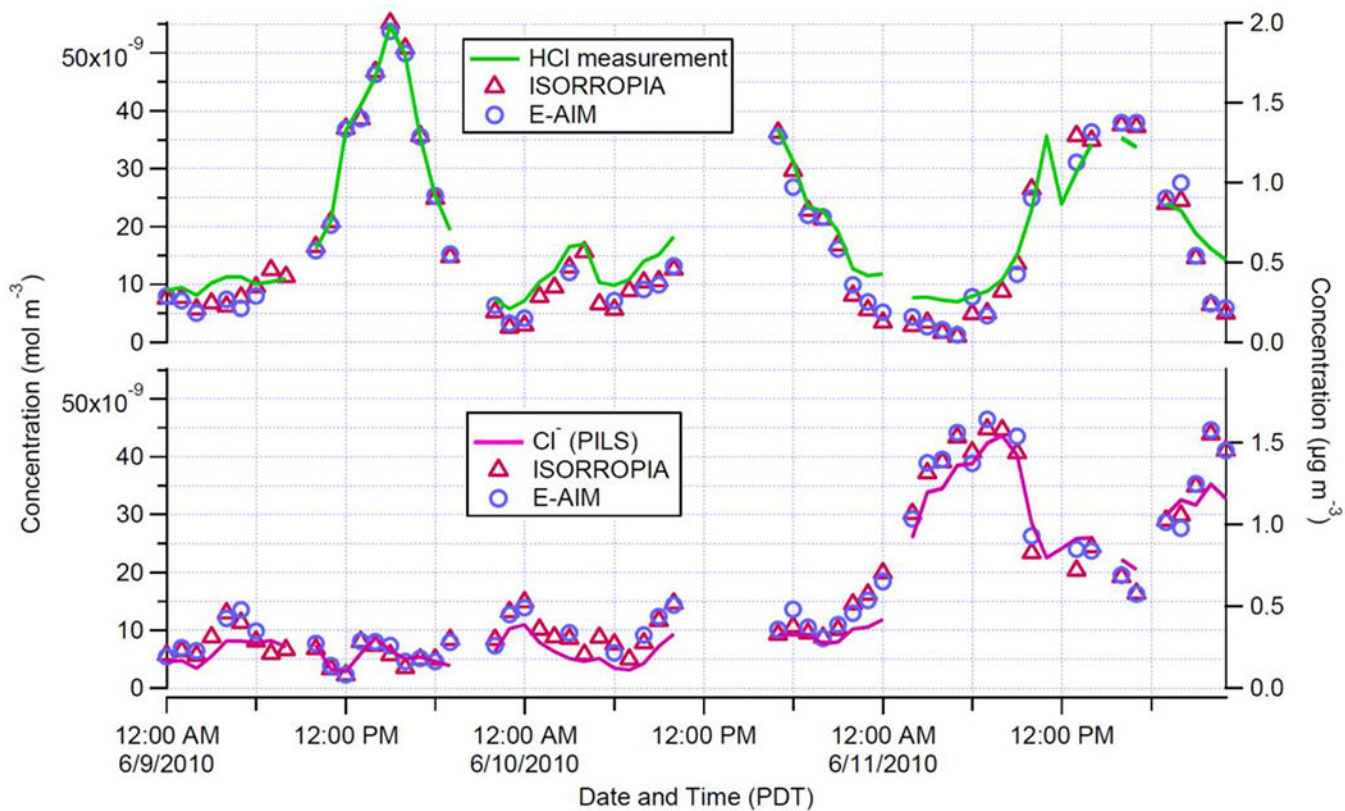 50x10⁻⁹
40
30
20
10
0
2.0
1.5
1.0
0.5
0.0
HCl measurement
ISORROPIA
E-AIM
Concentration (mol m⁻³)
Concentration (µg m⁻³)
50x10⁻⁹
40
30
20
10
0
1.5
1.0
0.5
0.0
Cl⁻ (PILS)
ISORROPIA
E-AIM
12:00 AM 12:00 PM 12:00 AM 12:00 PM 12:00 AM 12:00 PM
6/9/2010 6/10/2010 6/11/2010
Date and Time (PDT)